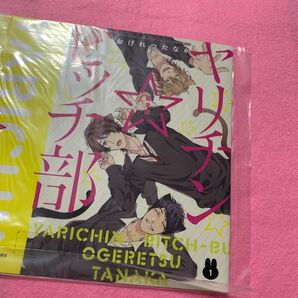 おげれつたなか
ヤリチン
☆
ビッチ部
YARICHIN☆BITCH-BU
OGERETSU
TANAKA
1